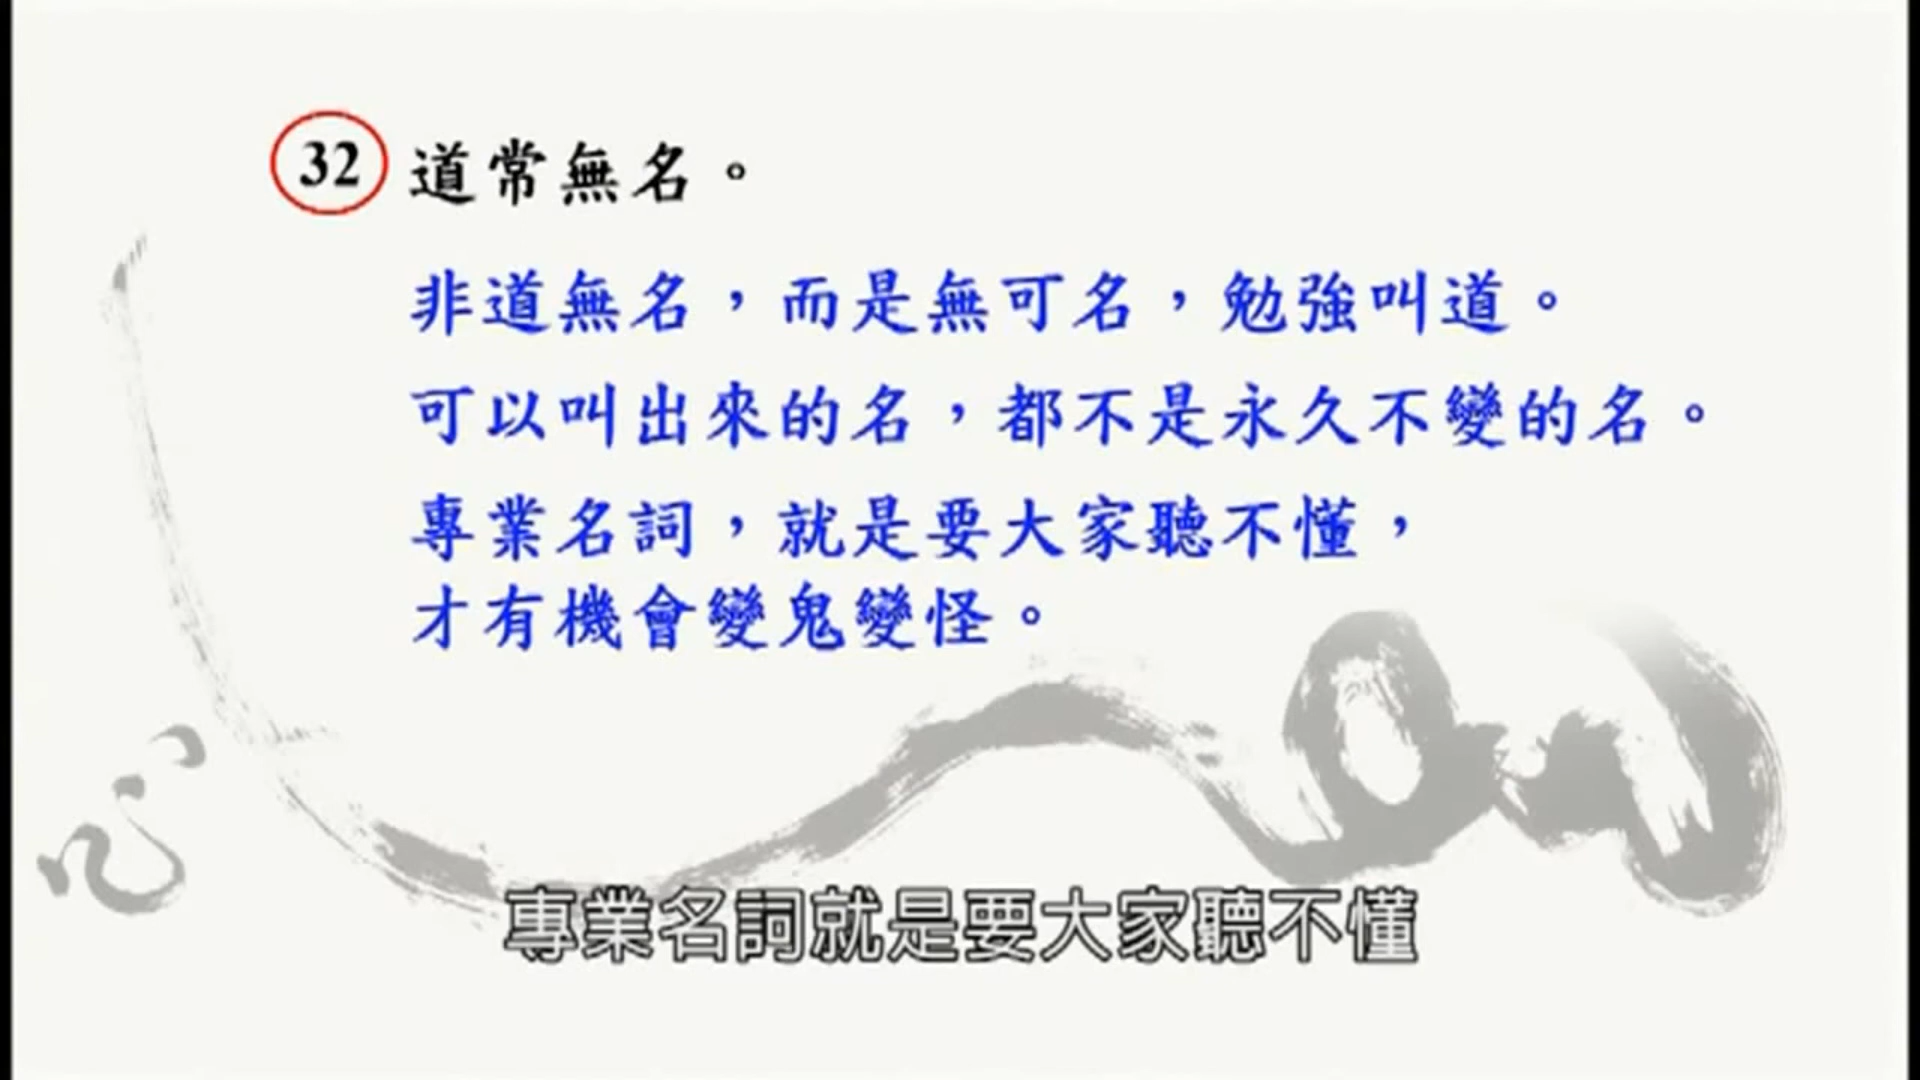 32 道常無名。
非道無名，而是無可名，勉強叫道。
可以叫出來的名，都不是永久不變的名。
專業名詞，就是要大家聽不懂，
才有機會變鬼變怪。
專業名詞就是要大家聽不懂